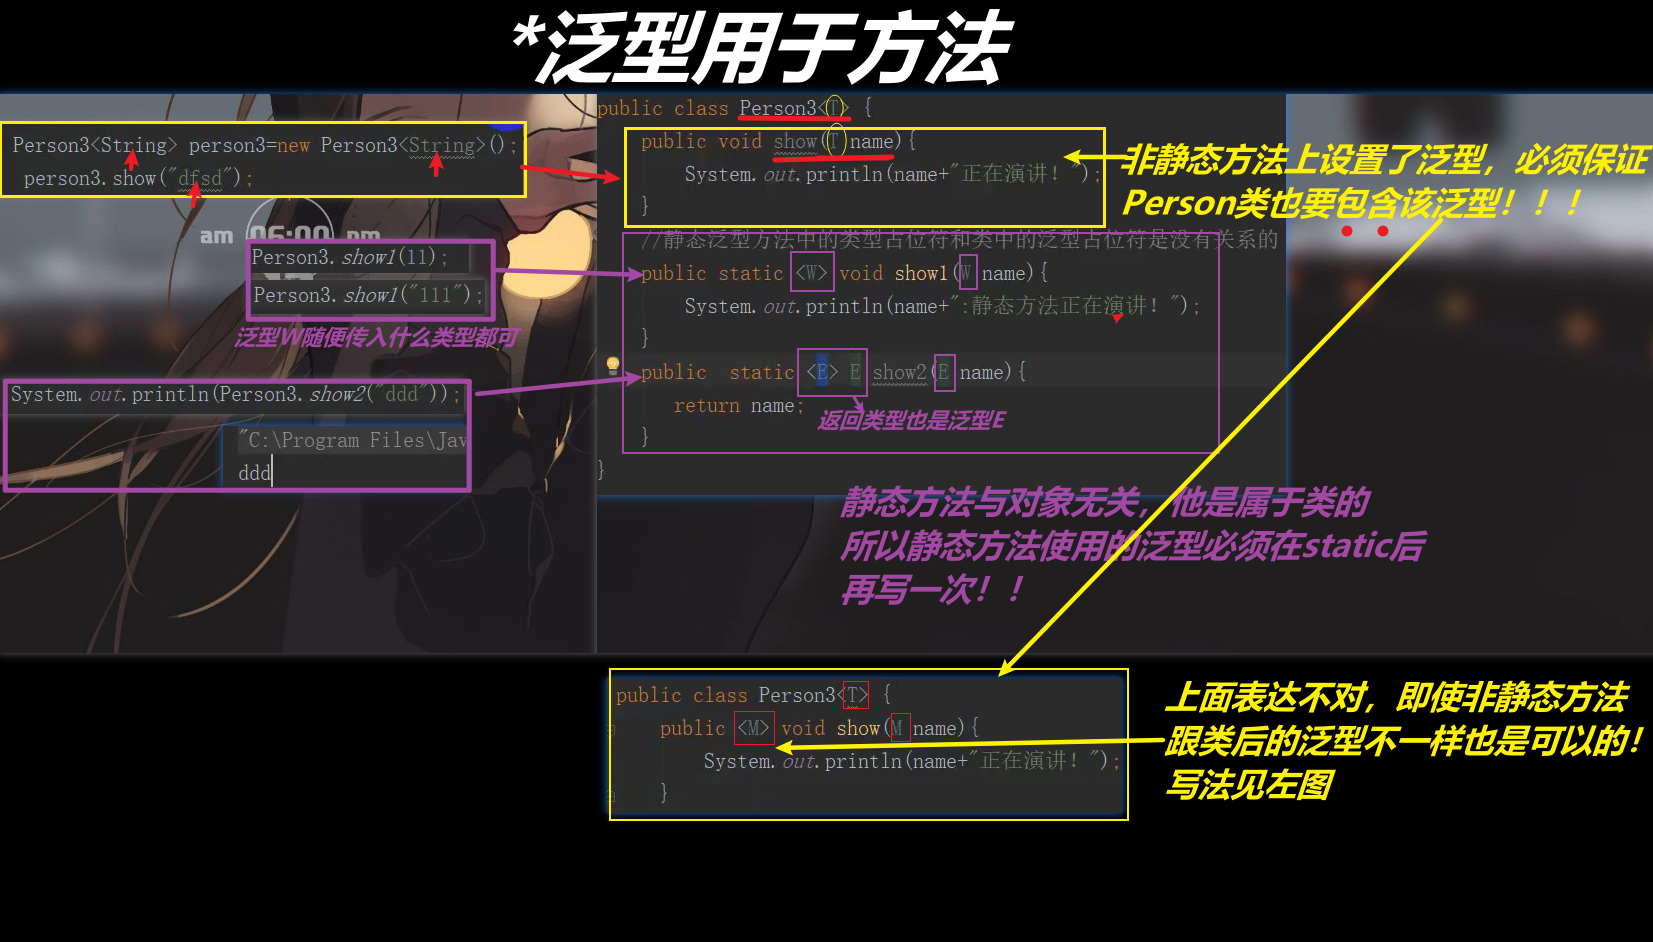 *泛型用于方法
Person3<String> person3=new Person3<String>();
person3.show("dfsd");
am 06:00 pm
Person3.show1(11);
Person3.show1("111");
泛型W随便传入什么类型都可
System.out.println(Person3.show2("ddd"));
"C:\Program Files\Jav
ddd
public class Person3<T> {
public void show(T name){
System.out.println(name+"正在演讲！");
}
//静态泛型方法中的类型占位符和类中的泛型占位符是没有关系的
public static <W> void show1(W name){
System.out.println(name+":静态方法正在演讲！");
}
public static <E> E show2(E name){
return name;
返回类型也是泛型E
}
}
非静态方法上设置了泛型，必须保证
Person类也要包含该泛型！！！
静态方法与对象无关，他是属于类的
所以静态方法使用的泛型必须在static后
再写一次！！
public class Person3<T> {
public <M> void show(M name){
System.out.println(name+"正在演讲！");
}
上面表达不对，即使非静态方法
跟类后的泛型不一样也是可以的！
写法见左图